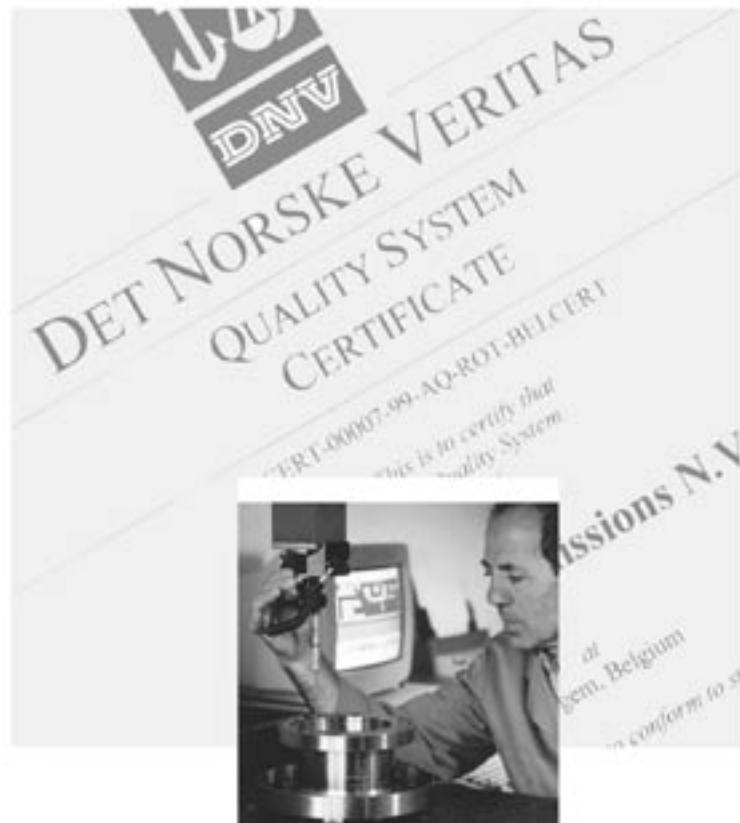 DNV
DET NORSKE VERITAS
QUALITY SYSTEM
CERTIFICATE
CERT-00007-99-AQ-ROT-BELCERT
This is to certify that
Quality System
ssions N.V
at
gem, Belgium
conform to st